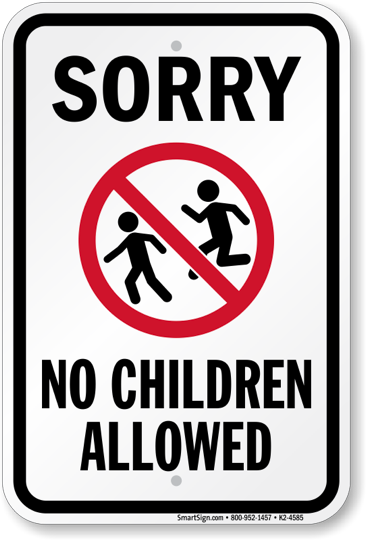 SORRY
NO CHILDREN
ALLOWED
SmartSign.com • 800-952-1457 • K2-4585